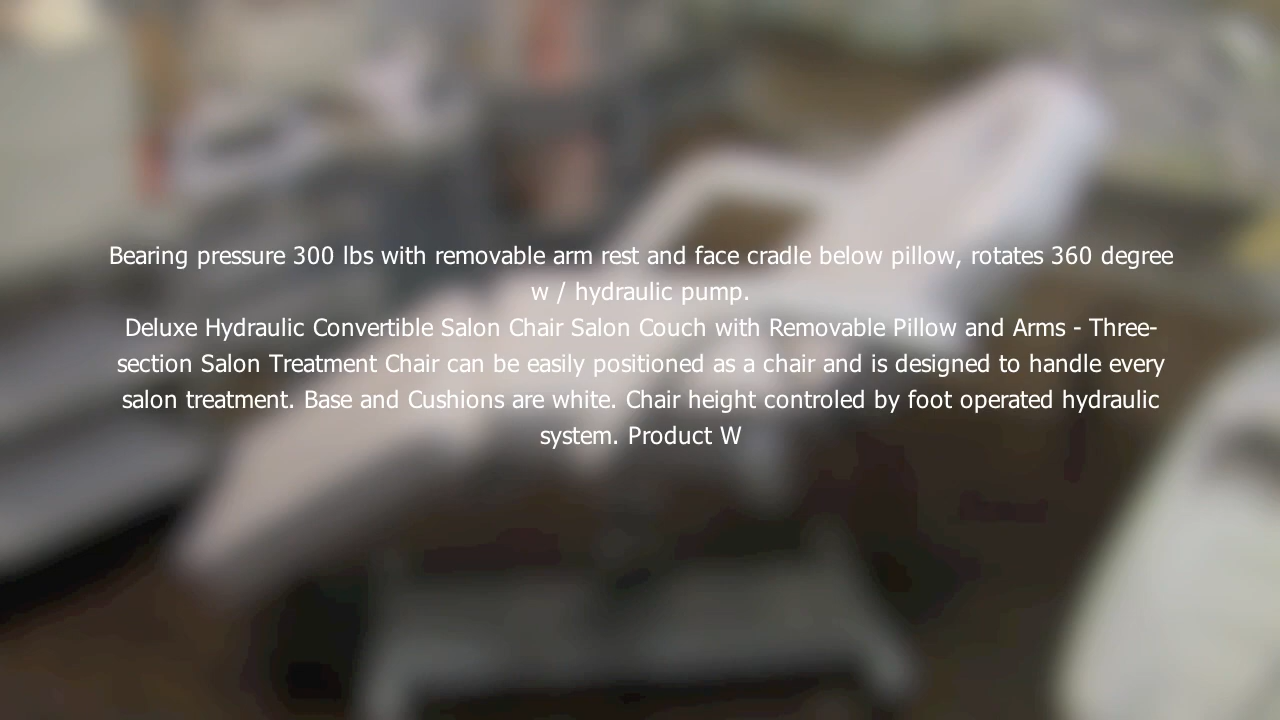 Bearing pressure 300 lbs with removable arm rest and face cradle below pillow, rotates 360 degree
w / hydraulic pump.
Deluxe Hydraulic Convertible Salon Chair Salon Couch with Removable Pillow and Arms - Three-
section Salon Treatment Chair can be easily positioned as a chair and is designed to handle every
salon treatment. Base and Cushions are white. Chair height controled by foot operated hydraulic
system. Product W